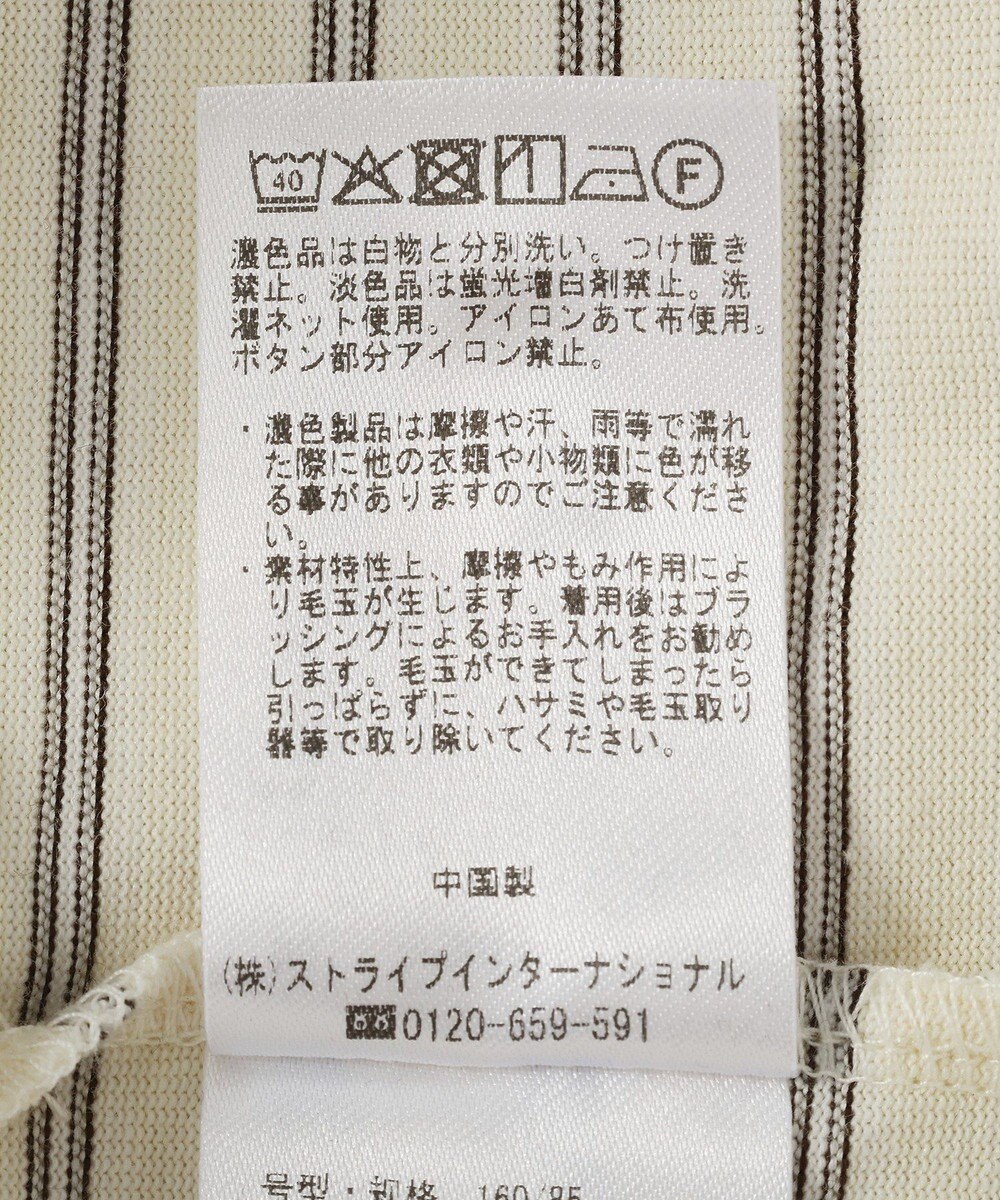 40 F
濃色品は白物と分別洗い。つけ置き
禁止。淡色品は蛍光増白剤禁止。洗
濯ネット使用。アイロンあて布使用。
ボタン部分アイロン禁止。
・濃色製品は摩擦や汗、雨等で濡れ
た際に他の衣類や小物類に色が移
る事がありますのでご注意くださ
い。
・素材特性上、摩擦やもみ作用によ
り毛玉が生じます。着用後はブラ
ッシングによるお手入れをお勧め
します。毛玉ができてしまったら
引っぱらずに、ハサミや毛玉取り
器等で取り除いてください。
中国製
(株)ストライプインターナショナル
0120-659-591
号型：规格 160/85